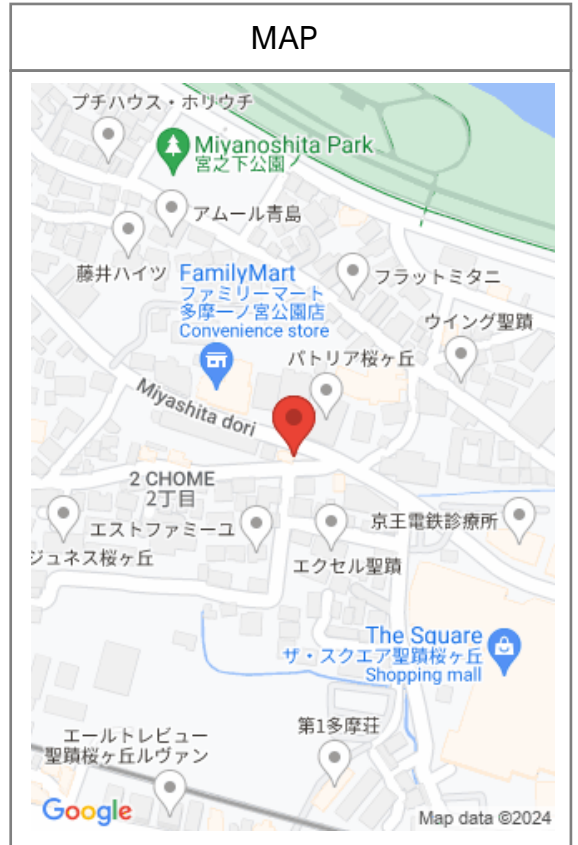 MAP
プチハウス・ホリウチ
Miyanoshita Park
宮之下公園
アムール青島
藤井ハイツ
FamilyMart
ファミリーマート
多摩一ノ宮公園店
Convenience store
フラットミタニ
ウイング聖蹟
パトリア桜ヶ丘
Miyashita dori
2 CHOME
2丁目
エストファミーユ
京王電鉄診療所
ジュネス桜ヶ丘
エクセル聖蹟
The Square
ザ・スクエア聖蹟桜ヶ丘
Shopping mall
第1多摩荘
エールトレビュー
聖蹟桜ヶ丘ルヴァン
Google
Map data ©2024